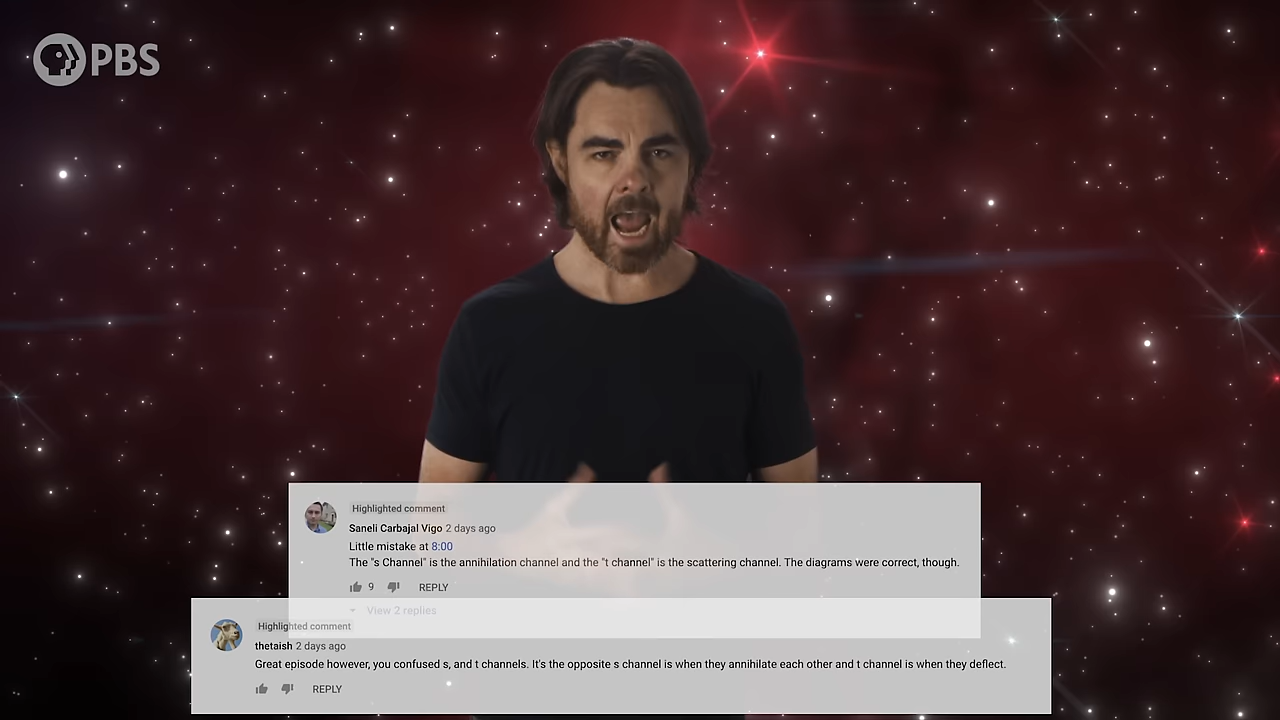 PBS
Highlighted comment
Saneli Carbajal Vigo 2 days ago
Little mistake at 8:00
The "s Channel" is the annihilation channel and the "t channel" is the scattering channel. The diagrams were correct, though.
9 REPLY
View 2 replies
Highlighted comment
thetaish 2 days ago
Great episode however, you confused s, and t channels. It's the opposite s channel is when they annihilate each other and t channel is when they deflect.
REPLY